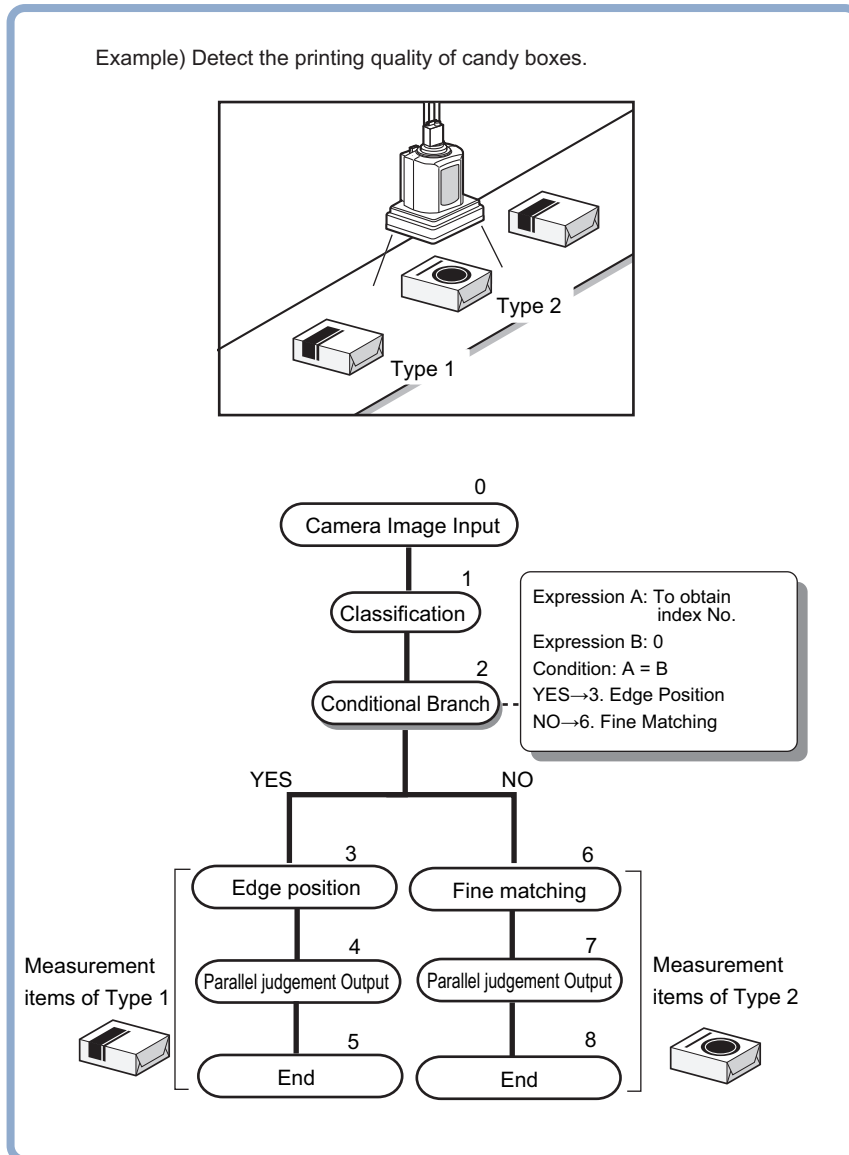 Example) Detect the printing quality of candy boxes.
Type 2
Type 1
0
Camera Image Input
1
Classification
2
Conditional Branch
Expression A: To obtain
index No.
Expression B: 0
Condition: A = B
YES→3. Edge Position
NO→6. Fine Matching
YES
NO
3
Edge position
4
Parallel judgement Output
5
End
6
Fine matching
7
Parallel judgement Output
8
End
Measurement
items of Type 1
Measurement
items of Type 2